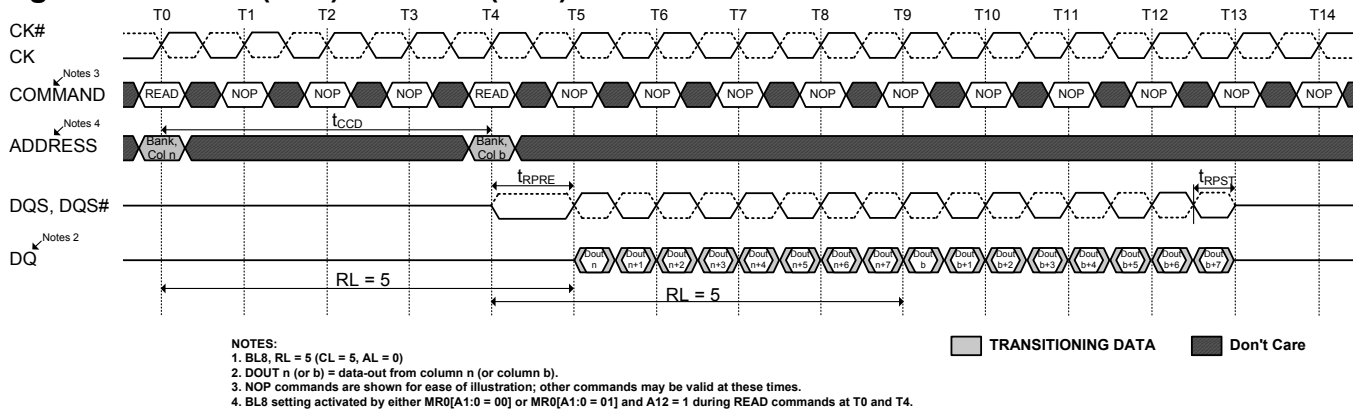 T0 T1 T2 T3 T4 T5 T6 T7 T8 T9 T10 T11 T12 T13 T14
CK#
CK
Notes 3
COMMAND READ NOP NOP NOP READ NOP NOP NOP NOP NOP NOP NOP NOP NOP NOP
Notes 4
tCCD
ADDRESS Bank, Col n Bank, Col b
tRPRE tRPST
DQS, DQS#
Notes 2
DQ Dout n Dout n+1 Dout n+2 Dout n+3 Dout n+4 Dout n+5 Dout n+6 Dout n+7 Dout b Dout b+1 Dout b+2 Dout b+3 Dout b+4 Dout b+5 Dout b+6 Dout b+7
RL = 5
RL = 5
NOTES:
1. BL8, RL = 5 (CL = 5, AL = 0)
2. DOUT n (or b) = data-out from column n (or column b).
3. NOP commands are shown for ease of illustration; other commands may be valid at these times.
4. BL8 setting activated by either MR0[A1:0 = 00] or MR0[A1:0 = 01] and A12 = 1 during READ commands at T0 and T4.
TRANSITIONING DATA Don't Care